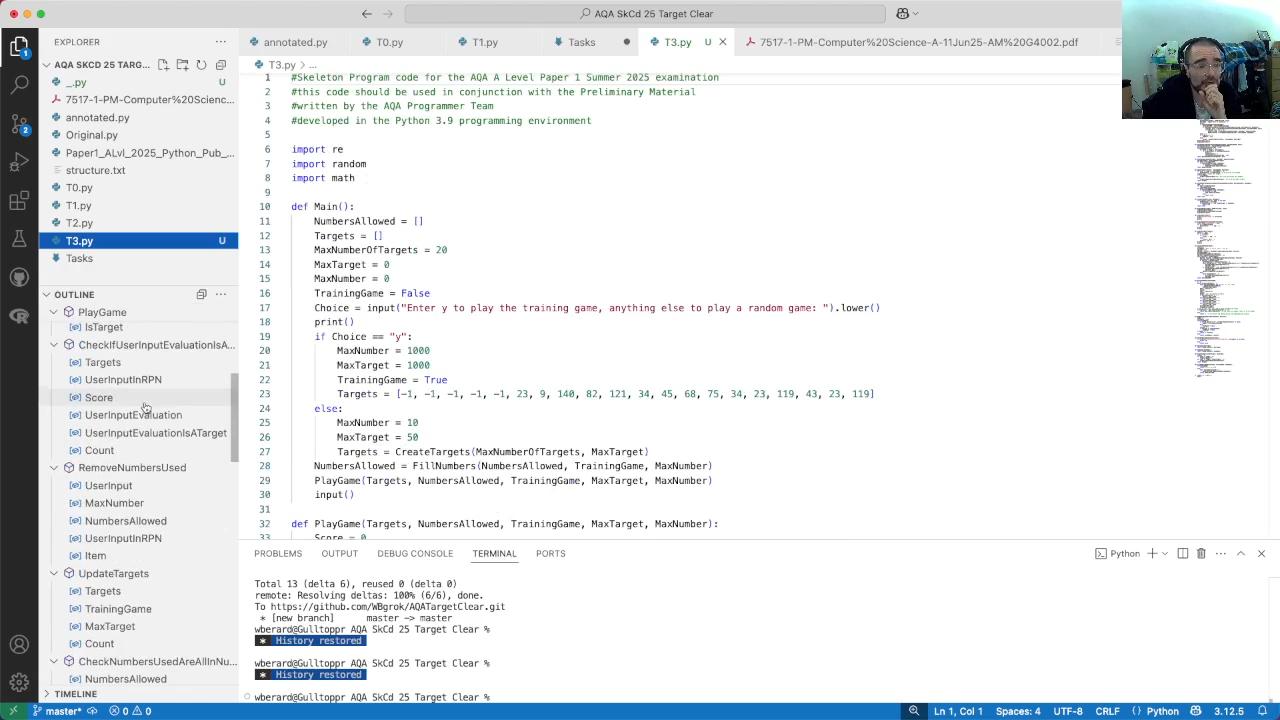 AQA SkCd 25 Target Clear
EXPLORER
annotated.py
T0.py
T1.py
Tasks
T3.py U
7517-1-PM-Computer%20Science-A-11Jun25-AM%20G4002.pdf
AQA SKCD 25 TARG...
T3.py
...
_.py U
7517-1-PM-Computer%20Scienc...
annotated.py
Original.py
T0.py
T1.py
T2.py
T3.py U
Tasks
OUTLINE
CheckIfUserInputEvaluationIsA...
Targets
UserInputInRPN
Score
UserInputEvaluation
UserInputEvaluationIsATarget
Count
RemoveNumbersUsed
UserInput
MaxNumber
NumbersAllowed
UserInputInRPN
Item
UpdateTargets
Targets
TrainingGame
MaxTarget
Count
CheckNumbersUsedAreAllInNu...
NumbersAllowed
TIMELINE
1 #Skeleton Program code for the AQA A Level Paper 1 Summer 2025 examination
2 #this code should be used in conjunction with the Preliminary Material
3 #written by the AQA Programmer Team
4 #developed in the Python 3.9 programming environment
5
6 import re
7 import random
8 import math
9
10 def Main():
11 NumbersAllowed = []
12 Targets = []
13 MaxNumberOfTargets = 20
14 MaxTarget = 0
15 MaxNumber = 0
16 TrainingGame = False
17 Choice = input("Enter y to play the training game, anything else to play a random game: ").lower()
18 print()
19 if Choice == "y":
20 MaxNumber = 1000
21 MaxTarget = 1000
22 TrainingGame = True
23 Targets = [-1, -1, -1, -1, -1, 23, 9, 140, 82, 121, 34, 45, 68, 75, 34, 23, 119, 43, 23, 119]
24 else:
25 MaxNumber = 10
26 MaxTarget = 50
27 Targets = CreateTargets(MaxNumberOfTargets, MaxTarget)
28 NumbersAllowed = FillNumbers(NumbersAllowed, TrainingGame, MaxNumber)
29 PlayGame(Targets, NumbersAllowed, TrainingGame, MaxTarget, MaxNumber)
30 input()
31
32 def PlayGame(Targets, NumbersAllowed, TrainingGame, MaxTarget, MaxNumber):
33 Score = 0
PROBLEMS OUTPUT DEBUG CONSOLE TERMINAL PORTS
Python
Total 13 (delta 6), reused 0 (delta 0)
remote: Resolving deltas: 100% (6/6), done.
To https://github.com/WBgrok/AQATargetClear.git
* [new branch] master -> master
wberard@Gulltoppr AQA SkCd 25 Target Clear %
* History restored
wberard@Gulltoppr AQA SkCd 25 Target Clear %
* History restored
wberard@Gulltoppr AQA SkCd 25 Target Clear %
master* 0 0 Ln 1, Col 1 Spaces: 4 UTF-8 CRLF {} Python 3.12.5